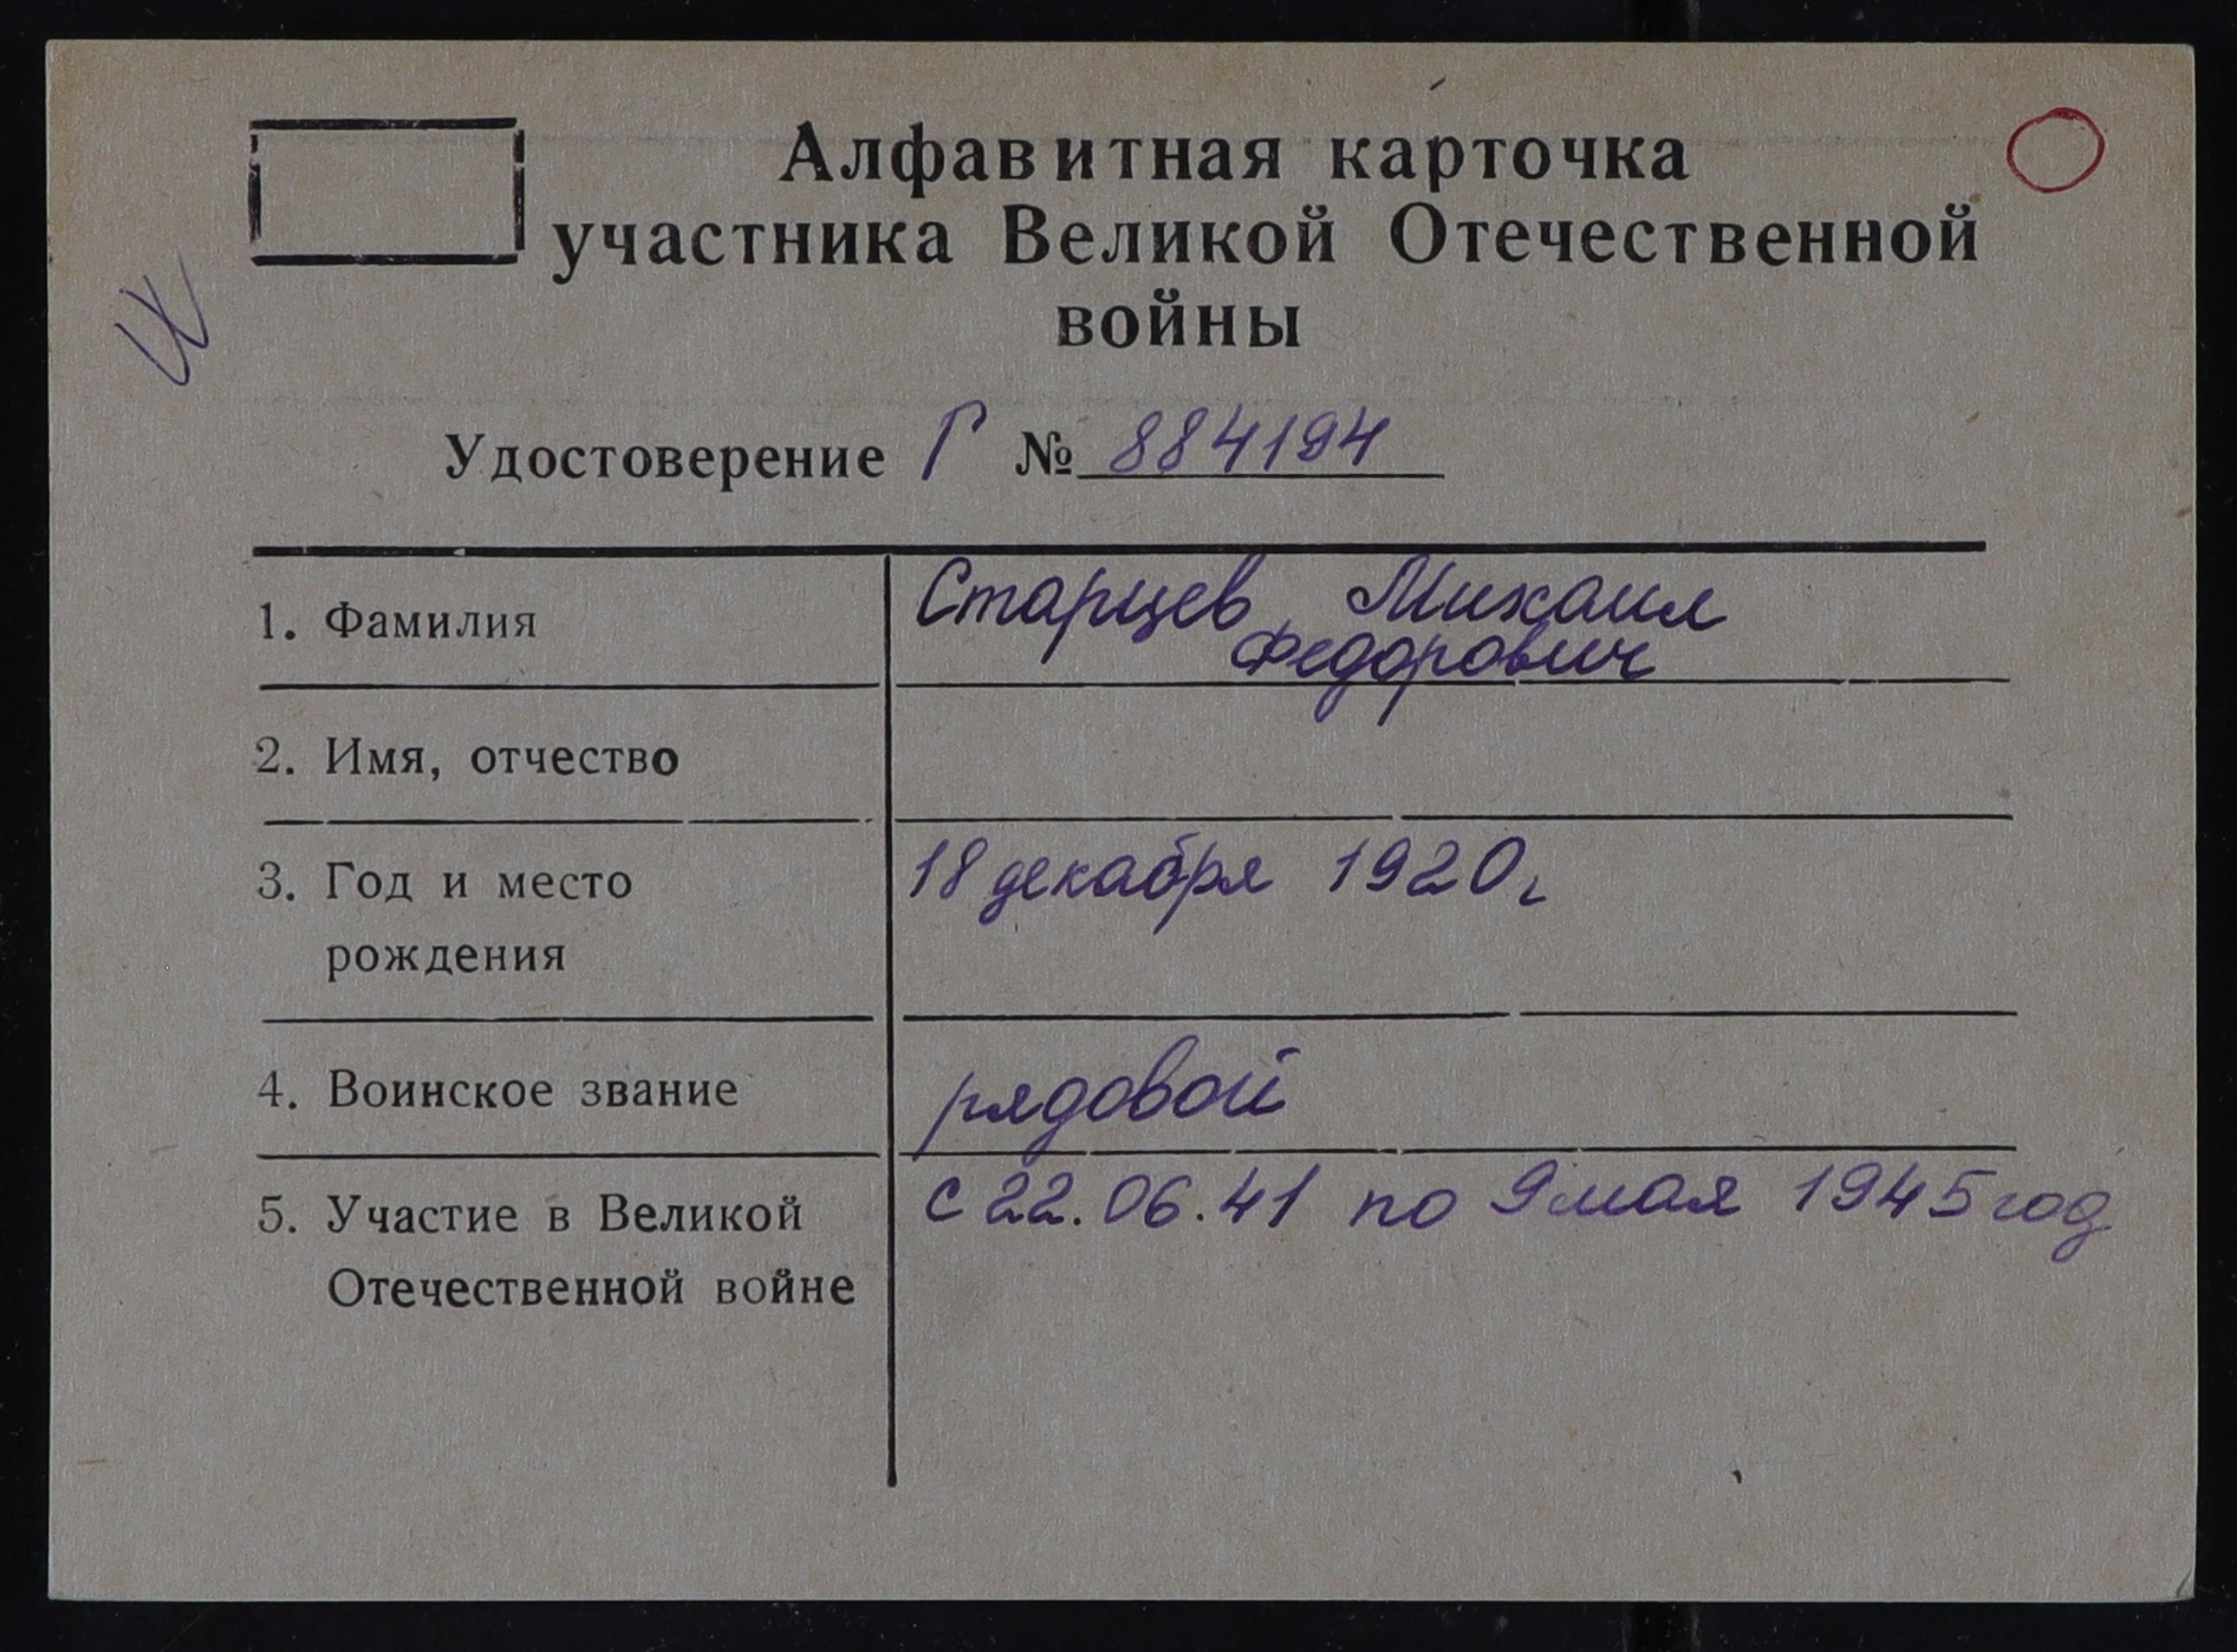 Алфавитная карточка
участника Великой Отечественной
войны
Удостоверение Г № 884194
1. Фамилия Старцев Михаил
Федорович
2. Имя, отчество
3. Год и место 18 декабря 1920г
рождения
4. Воинское звание рядовой
5. Участие в Великой с 22.06.41 по 9 мая 1945 год
Отечественной войне